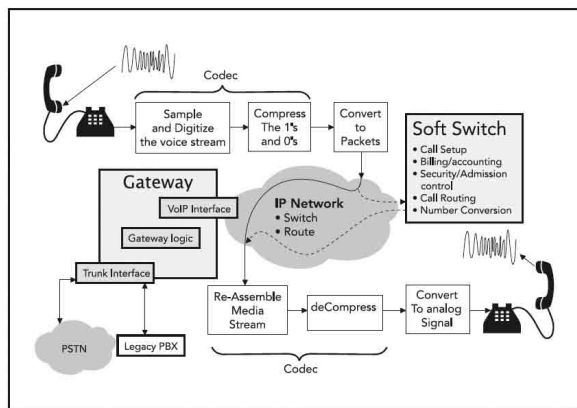 Codec
Sample
and Digitize
the voice stream
Compress
The 1's
and 0's
Convert
to
Packets
Soft Switch
• Call Setup
• Billing/accounting
• Security/Admission
control
• Call Routing
• Number Conversion
Gateway
VoIP Interface
Gateway logic
Trunk Interface
IP Network
• Switch
• Route
PSTN
Legacy PBX
Re-Assemble
Media
Stream
deCompress
Convert
To analog
Signal
Codec